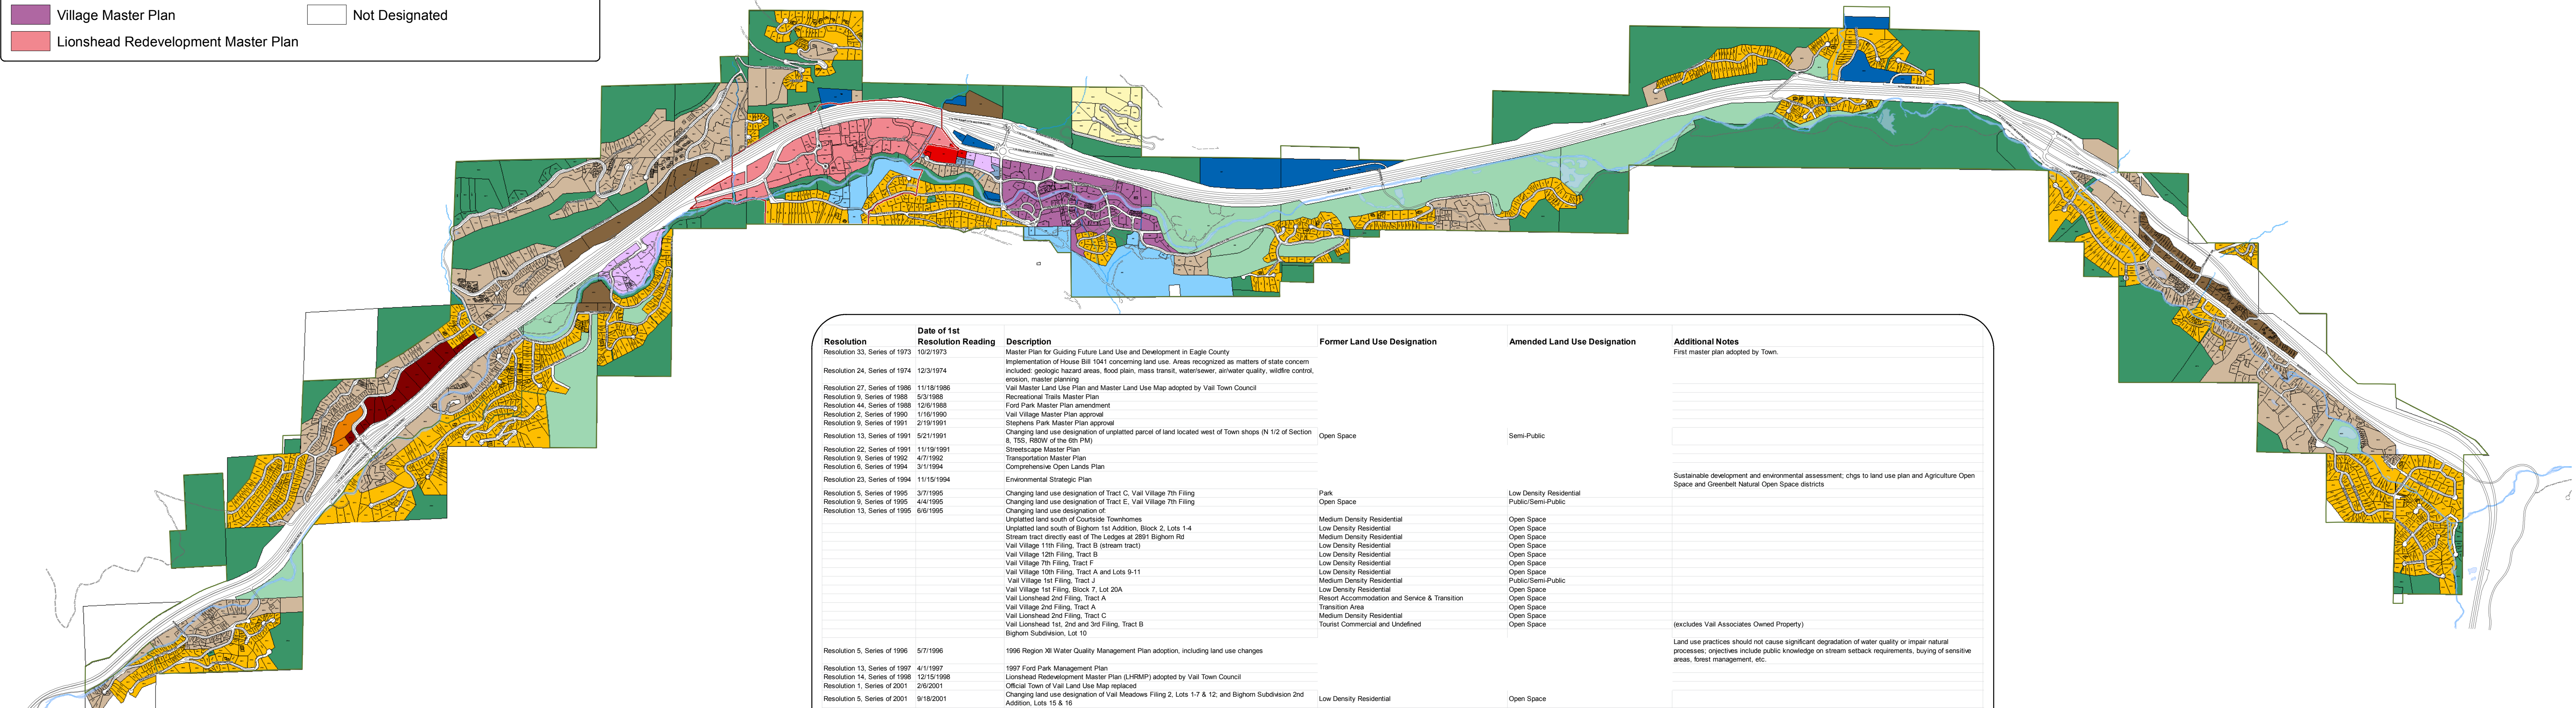 Village Master Plan
Not Designated
Lionshead Redevelopment Master Plan
Resolution Date of 1st Resolution Reading Description Former Land Use Designation Amended Land Use Designation Additional Notes
Resolution 33, Series of 1973 10/2/1973 Master Plan for Guiding Future Land Use and Development in Eagle County First master plan adopted by Town.
Resolution 24, Series of 1974 12/3/1974 Implementation of House Bill 1041 concerning land use. Areas recognized as matters of state concern
included: geologic hazard areas, flood plain, mass transit, water/sewer, air/water quality, wildfire control,
erosion, master planning
Resolution 27, Series of 1986 11/18/1986 Vail Master Land Use Plan and Master Land Use Map adopted by Vail Town Council
Resolution 9, Series of 1988 5/3/1988 Recreational Trails Master Plan
Resolution 44, Series of 1988 12/6/1988 Ford Park Master Plan amendment
Resolution 2, Series of 1990 1/16/1990 Vail Village Master Plan approval
Resolution 9, Series of 1991 2/19/1991 Stephens Park Master Plan approval
Resolution 13, Series of 1991 5/21/1991 Changing land use designation of unplatted parcel of land located west of Town shops (N 1/2 of Section
8, T5S, R80W of the 6th PM) Open Space Semi-Public
Resolution 22, Series of 1991 11/19/1991 Streetscape Master Plan
Resolution 9, Series of 1992 4/7/1992 Transportation Master Plan
Resolution 6, Series of 1994 3/1/1994 Comprehensive Open Lands Plan
Resolution 23, Series of 1994 11/15/1994 Environmental Strategic Plan Sustainable development and environmental assessment; chgs to land use plan and Agriculture Open
Space and Greenbelt Natural Open Space districts
Resolution 5, Series of 1995 3/7/1995 Changing land use designation of Tract C, Vail Village 7th Filing Park Low Density Residential
Resolution 9, Series of 1995 4/4/1995 Changing land use designation of Tract E, Vail Village 7th Filing Open Space Public/Semi-Public
Resolution 13, Series of 1995 6/6/1995 Changing land use designation of:
Unplatted land south of Courtside Townhomes Medium Density Residential Open Space
Unplatted land south of Bighorn 1st Addition, Block 2, Lots 1-4 Low Density Residential Open Space
Stream tract directly east of The Ledges at 2891 Bighorn Rd Medium Density Residential Open Space
Vail Village 11th Filing, Tract B (stream tract) Low Density Residential Open Space
Vail Village 12th Filing, Tract B Low Density Residential Open Space
Vail Village 7th Filing, Tract F Low Density Residential Open Space
Vail Village 10th Filing, Tract A and Lots 9-11 Low Density Residential Open Space
Vail Village 1st Filing, Tract J Medium Density Residential Public/Semi-Public
Vail Village 1st Filing, Block 7, Lot 20A Low Density Residential Open Space
Vail Lionshead 2nd Filing, Tract A Resort Accommodation and Service & Transition Open Space
Vail Village 2nd Filing, Tract A Transition Area Open Space
Vail Lionshead 2nd Filing, Tract C Medium Density Residential Open Space
Vail Lionshead 1st, 2nd and 3rd Filing, Tract B Tourist Commercial and Undefined Open Space (excludes Vail Associates Owned Property)
Bighorn Subdivision, Lot 10
Resolution 5, Series of 1996 5/7/1996 1996 Region XII Water Quality Management Plan adoption, including land use changes Land use practices should not cause significant degradation of water quality or impair natural
processes; onjectives include public knowledge on stream setback requirements, buying of sensitive
areas, forest management, etc.
Resolution 13, Series of 1997 4/1/1997 1997 Ford Park Management Plan
Resolution 14, Series of 1998 12/15/1998 Lionshead Redevelopment Master Plan (LHRMP) adopted by Vail Town Council
Resolution 1, Series of 2001 2/6/2001 Official Town of Vail Land Use Map replaced
Resolution 5, Series of 2001 9/18/2001 Changing land use designation of Vail Meadows Filing 2, Lots 1-7 & 12; and Bighorn Subdivision 2nd
Addition, Lots 15 & 16 Low Density Residential Open Space